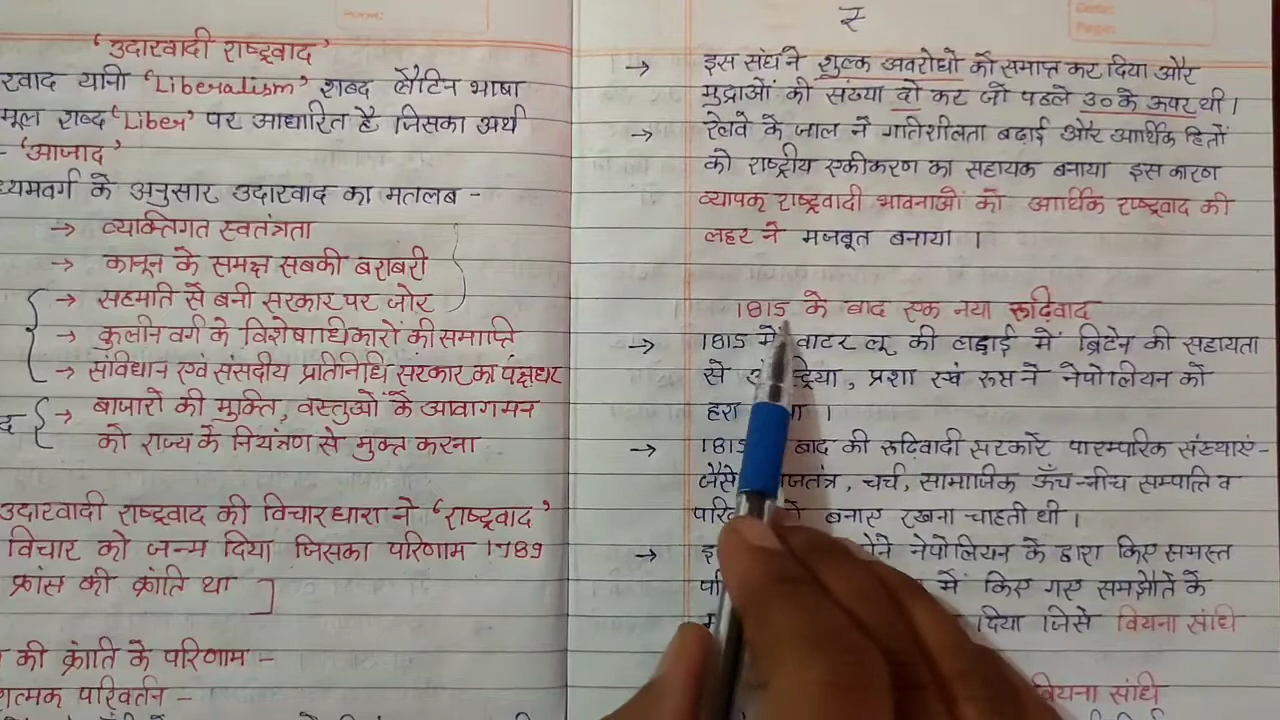 'उदारवादी राष्ट्रवाद'
रवाद यानी 'Liberalism' शब्द लैटिन भाषा
मूल शब्द 'Liber' पर आधारित है जिसका अर्थ
- 'आजाद'
ध्यमवर्ग के अनुसार उदारवाद का मतलब -
→ व्यक्तिगत स्वतंत्रता
→ कानून के समक्ष सबकी बराबरी
→ सहमति से बनी सरकार पर जोर
→ कुलीन वर्ग के विशेषाधिकारों की समाप्ति
→ संविधान एवं संसदीय प्रतिनिधि सरकार का पक्षधर
→ बाजारों की मुक्ति, वस्तुओं के आवागमन
को राज्य के नियंत्रण से मुक्त करना
उदारवादी राष्ट्रवाद की विचारधारा ने 'राष्ट्रवाद'
विचार को जन्म दिया जिसका परिणाम 1789
फ्रांस की क्रांति था
की क्रांति के परिणाम -
त्मक परिवर्तन -
→ इस संघ ने शुल्क अवरोधो को समाप्त कर दिया और
मुद्राओं की संख्या दो कर जो पहले 30 के ऊपर थी।
→ रेलवे के जाल ने गतिशीलता बढ़ाई और आर्थिक हितों
को राष्ट्रीय एकीकरण का सहायक बनाया इस कारण
व्यापक राष्ट्रवादी भावनाओं को आर्थिक राष्ट्रवाद की
लहर ने मजबूत बनाया।
1815 के बाद एक नया रूढ़िवाद
→ 1815 में वाटर लू की लड़ाई में ब्रिटेन की सहायता
से प्रशा एवं रूस ने नेपोलियन को
हरा
→ 1815 बाद की रूढ़िवादी सरकारें पारम्परिक संस्थाएं-
जैसे चर्च, सामाजिक ऊँच-नीच सम्पत्ति व
बनाए रखना चाहती थी।
→ नेपोलियन के द्वारा किए समस्त
में किए गए समझौते के
दिया जिसे वियना संधि
वियना संधि